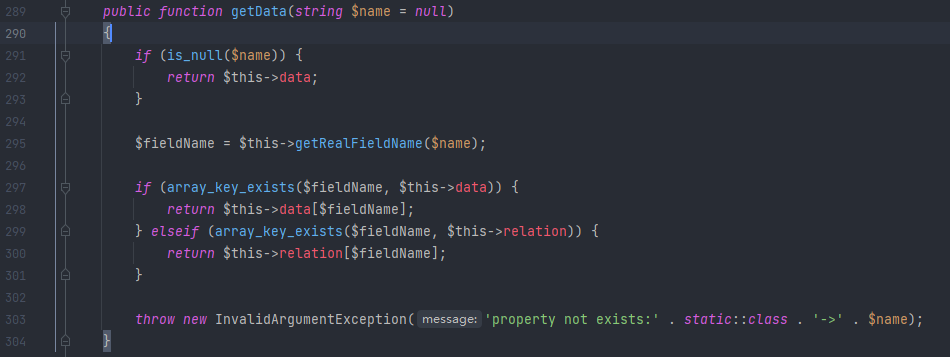 289 public function getData(string $name = null)
290 {
291 if (is_null($name)) {
292 return $this->data;
293 }
294
295 $fieldName = $this->getRealFieldName($name);
296
297 if (array_key_exists($fieldName, $this->data)) {
298 return $this->data[$fieldName];
299 } elseif (array_key_exists($fieldName, $this->relation)) {
300 return $this->relation[$fieldName];
301 }
302
303 throw new InvalidArgumentException( message: 'property not exists:' . static::class . '->' . $name);
304 }